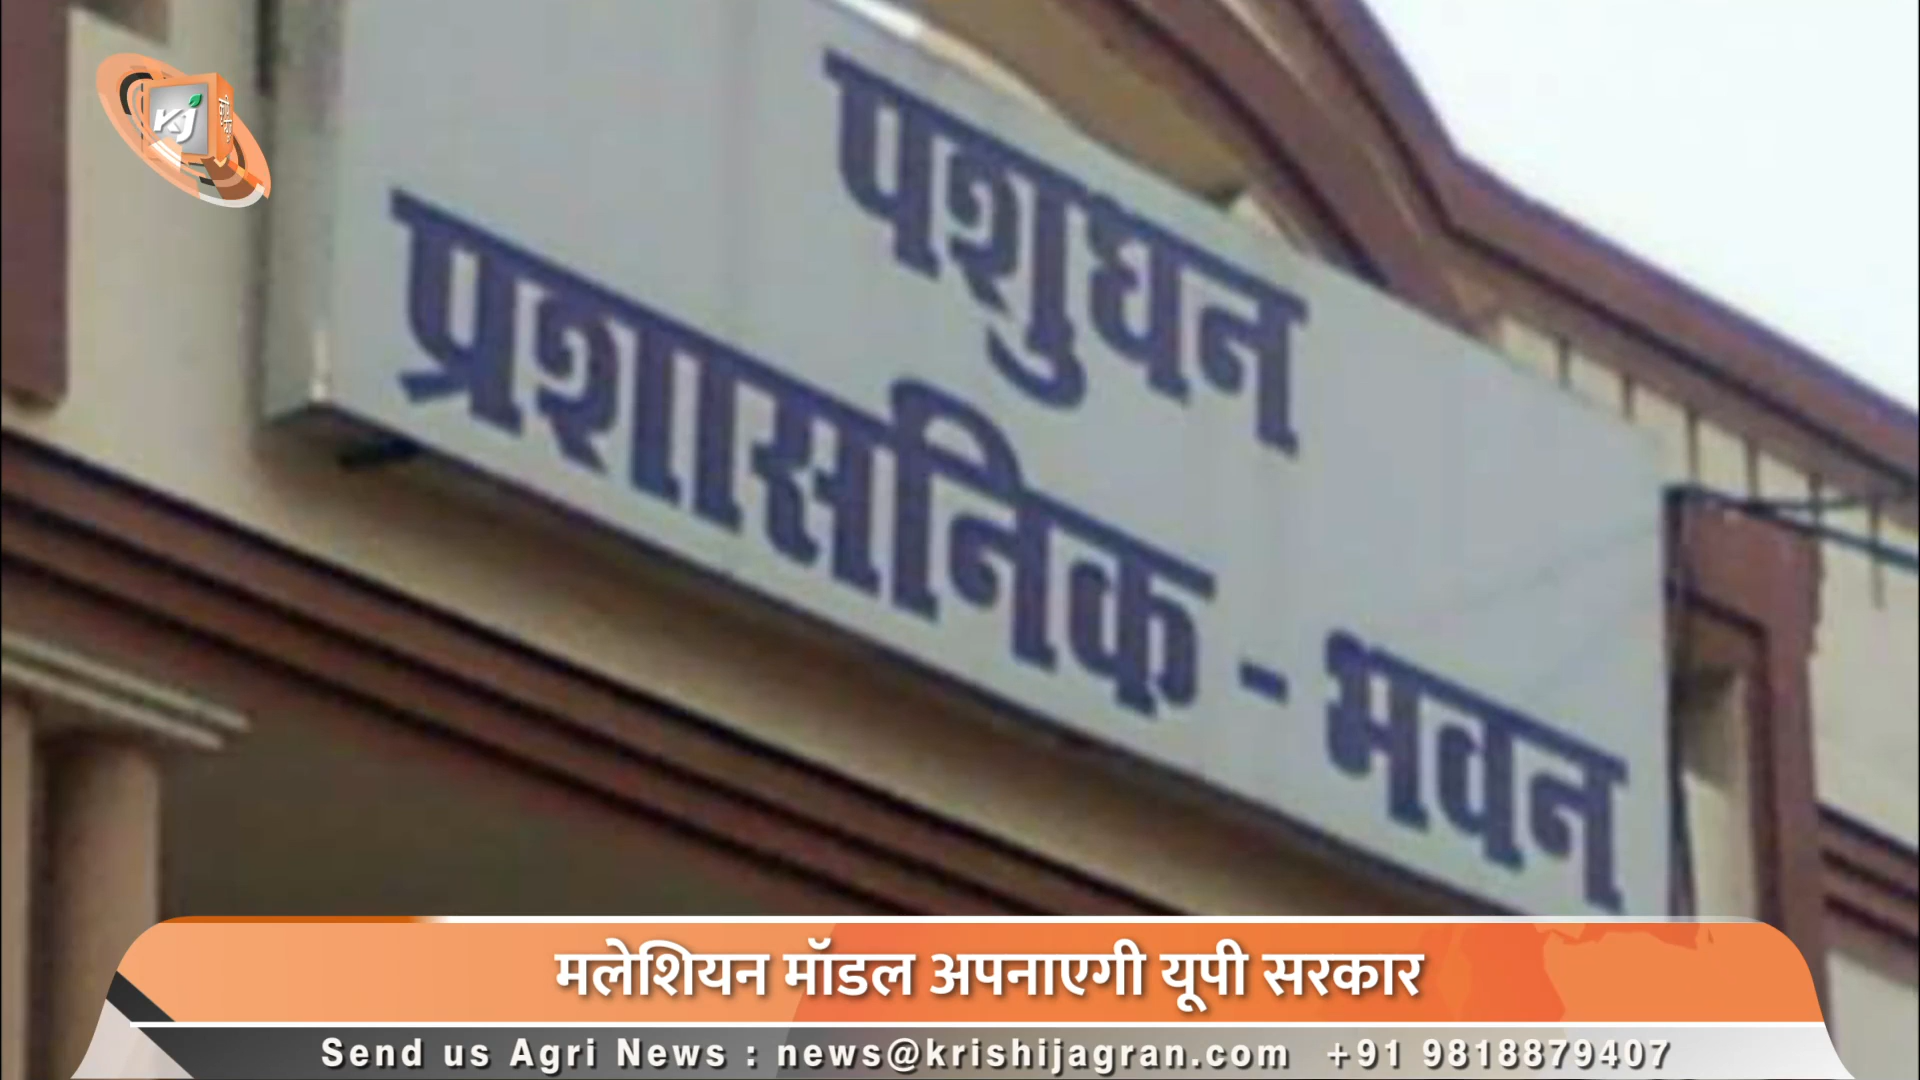 KJ
पशुधन
प्रशासनिक - भवन
मलेशियन मॉडल अपनाएगी यूपी सरकार
Send us Agri News : news@krishijagran.com +91 9818879407